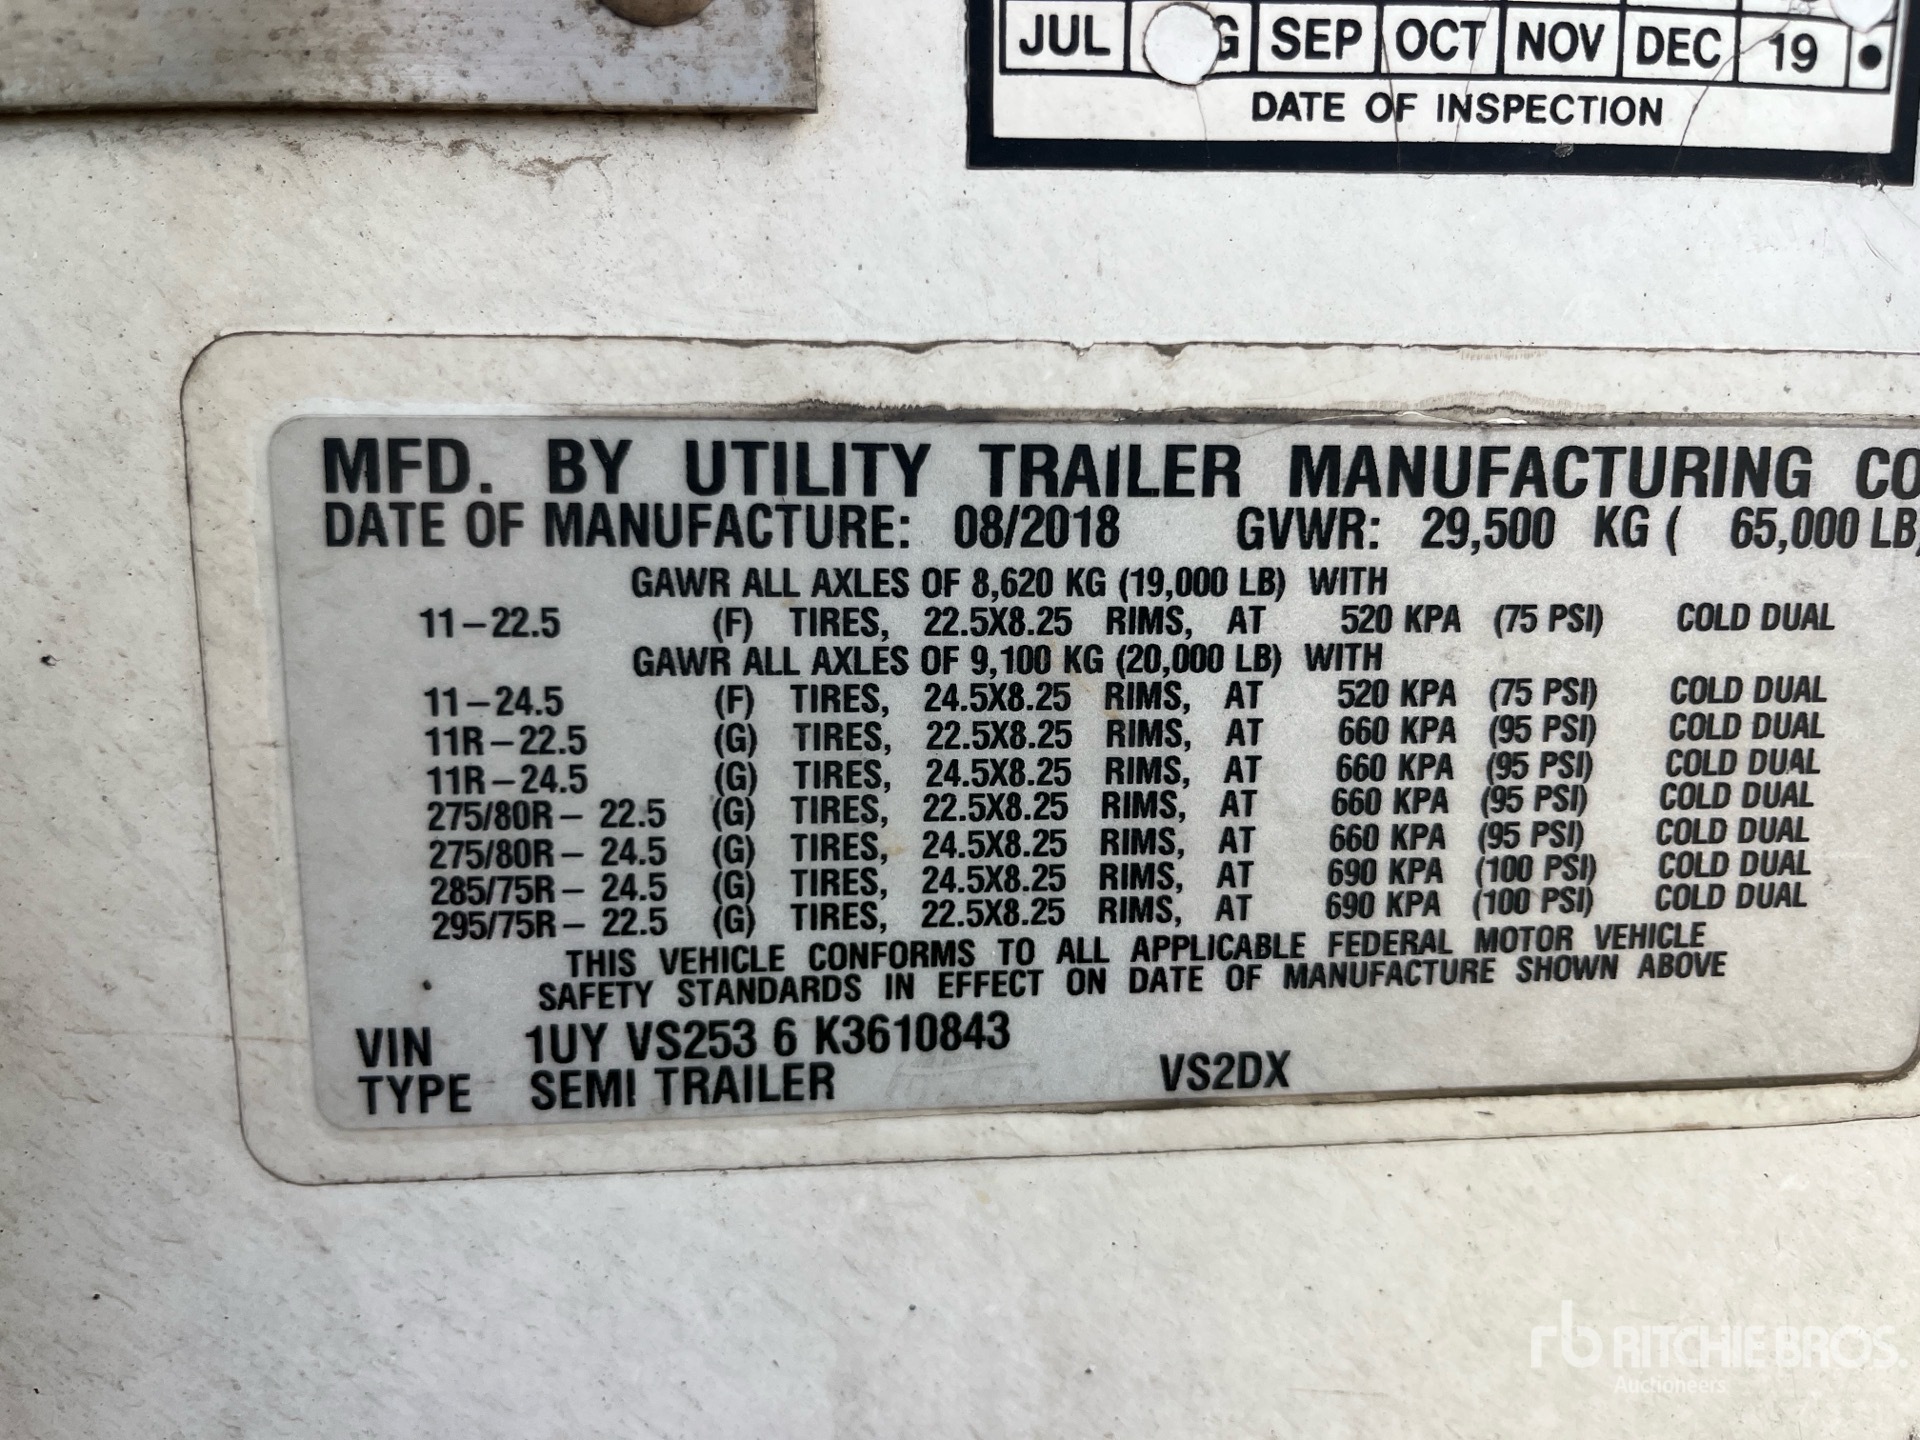 JUL SEP OCT NOV DEC 19
DATE OF INSPECTION
MFD. BY UTILITY TRAILER MANUFACTURING CO
DATE OF MANUFACTURE: 08/2018 GVWR: 29,500 KG ( 65,000 LB)
GAWR ALL AXLES OF 8,620 KG (19,000 LB) WITH
11-22.5 (F) TIRES, 22.5X8.25 RIMS, AT 520 KPA (75 PSI) COLD DUAL
GAWR ALL AXLES OF 9,100 KG (20,000 LB) WITH
11-24.5 (F) TIRES, 24.5X8.25 RIMS, AT 520 KPA (75 PSI) COLD DUAL
11R-22.5 (G) TIRES, 22.5X8.25 RIMS, AT 660 KPA (95 PSI) COLD DUAL
11R-24.5 (G) TIRES, 24.5X8.25 RIMS, AT 660 KPA (95 PSI) COLD DUAL
275/80R- 22.5 (G) TIRES, 22.5X8.25 RIMS, AT 660 KPA (95 PSI) COLD DUAL
275/80R- 24.5 (G) TIRES, 24.5X8.25 RIMS, AT 660 KPA (95 PSI) COLD DUAL
285/75R- 24.5 (G) TIRES, 24.5X8.25 RIMS, AT 690 KPA (100 PSI) COLD DUAL
295/75R- 22.5 (G) TIRES, 22.5X8.25 RIMS, AT 690 KPA (100 PSI) COLD DUAL
THIS VEHICLE CONFORMS TO ALL APPLICABLE FEDERAL MOTOR VEHICLE
SAFETY STANDARDS IN EFFECT ON DATE OF MANUFACTURE SHOWN ABOVE
VIN 1UY VS253 6 K3610843
TYPE SEMI TRAILER VS2DX
rb RITCHIE BROS.
Auctioneers